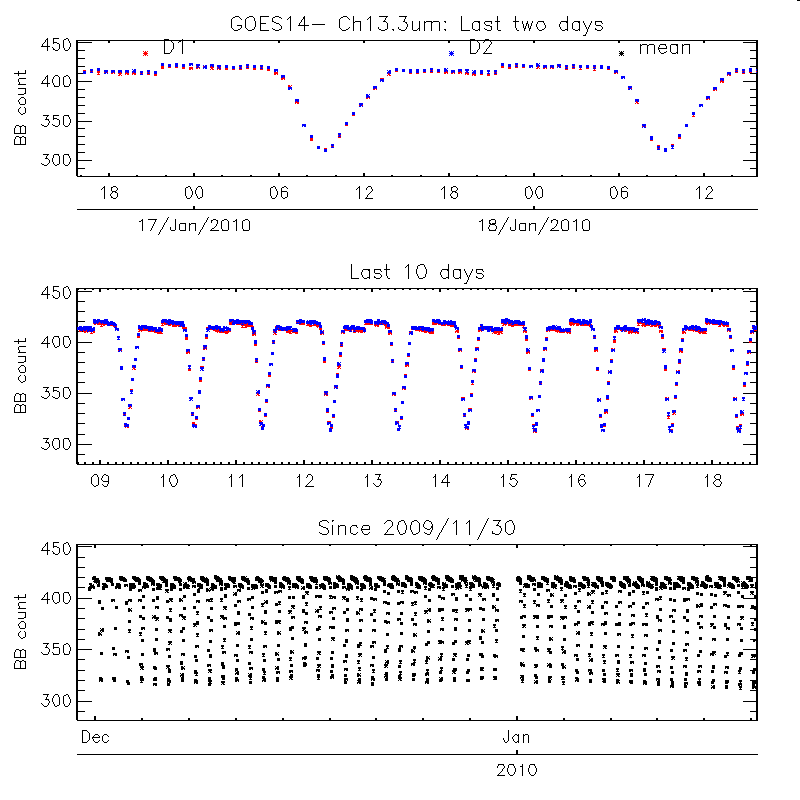 GOES14- Ch13.3um: Last two days
D1 D2 mean
450
400
350
300
BB count
18 00 06 12 18 00 06 12
17/Jan/2010 18/Jan/2010
Last 10 days
450
400
350
300
BB count
09 10 11 12 13 14 15 16 17 18
Since 2009/11/30
450
400
350
300
BB count
Dec Jan
2010